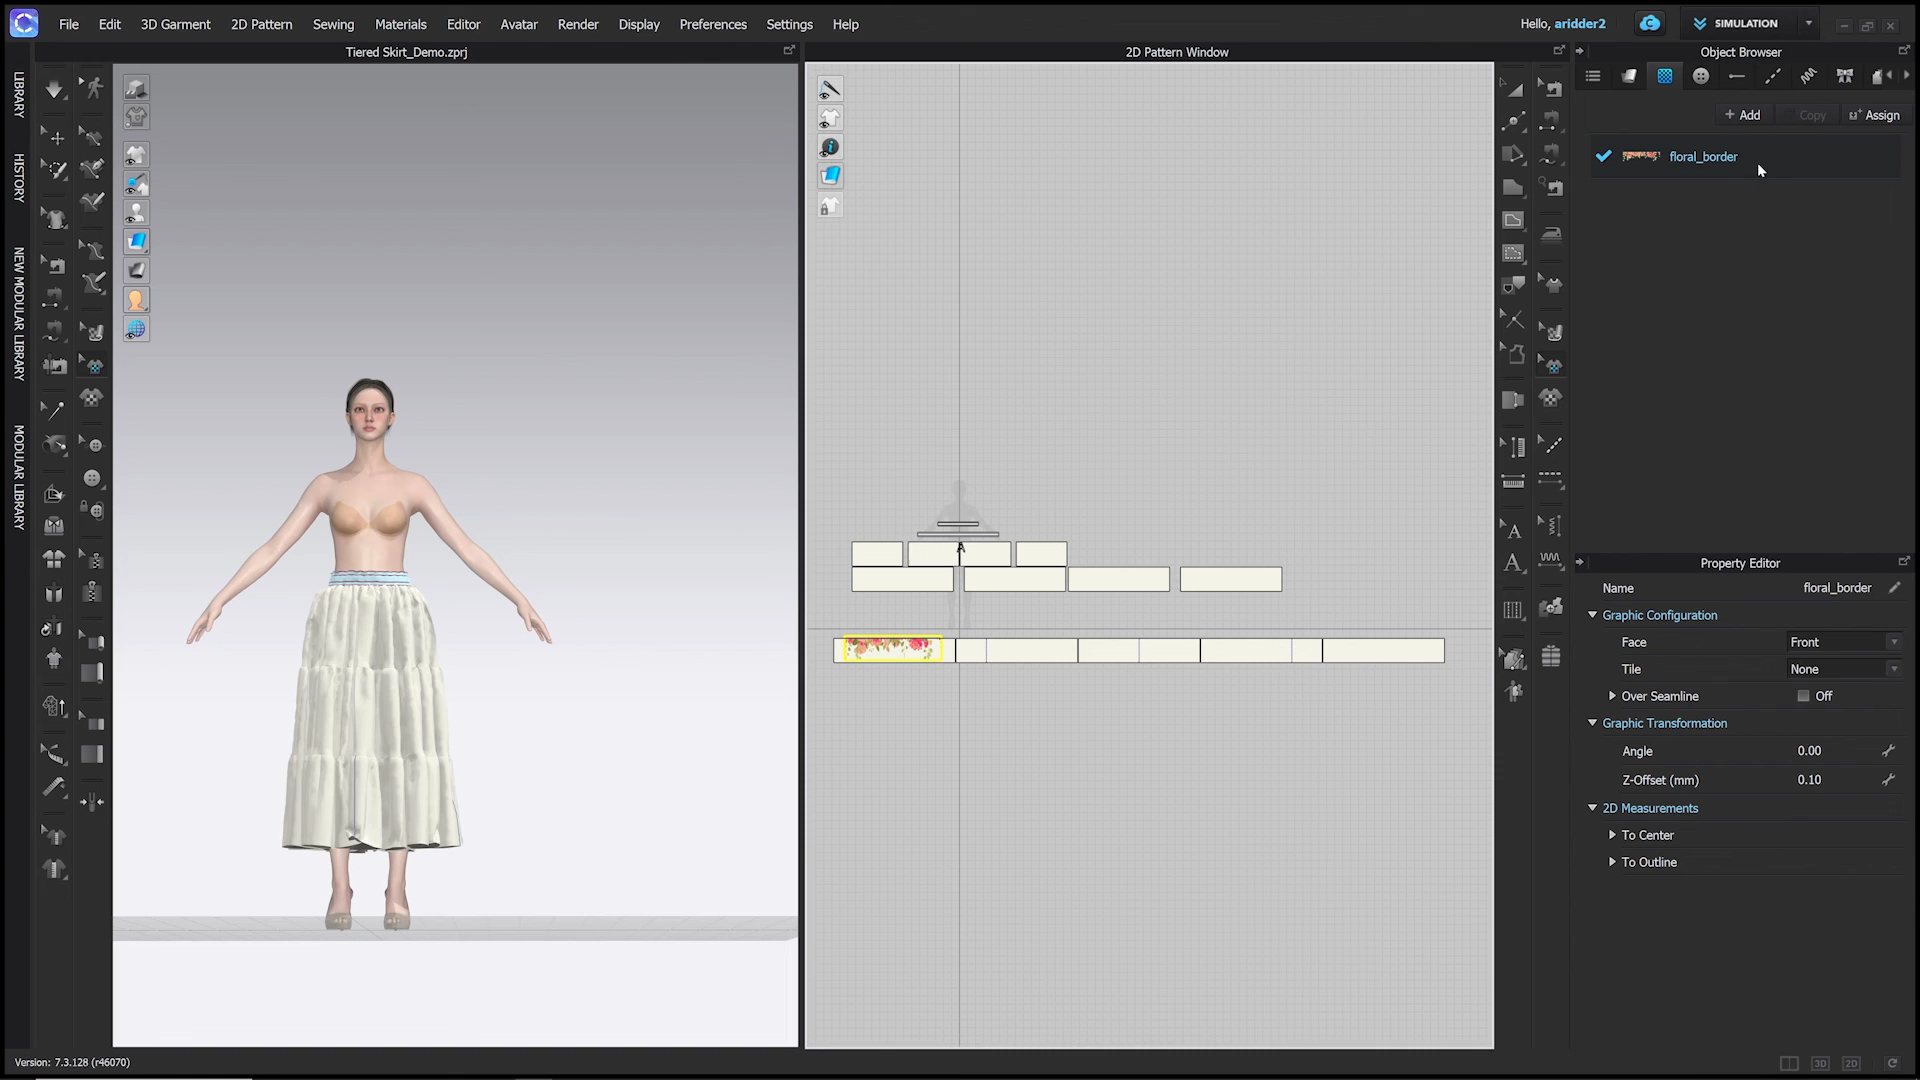 File Edit 3D Garment 2D Pattern Sewing Materials Editor Avatar Render Display Preferences Settings Help
Hello, aridder2
SIMULATION
Tiered Skirt_Demo.zprj
2D Pattern Window
Object Browser
LIBRARY
HISTORY
NEW MODULAR LIBRARY
MODULAR LIBRARY
+ Add Copy Assign
floral_border
A
Property Editor
Name floral_border
Graphic Configuration
Face Front
Tile None
Over Seamline Off
Graphic Transformation
Angle 0.00
Z-Offset (mm) 0.10
2D Measurements
To Center
To Outline
Version: 7.3.128 (r46070)
3D 2D